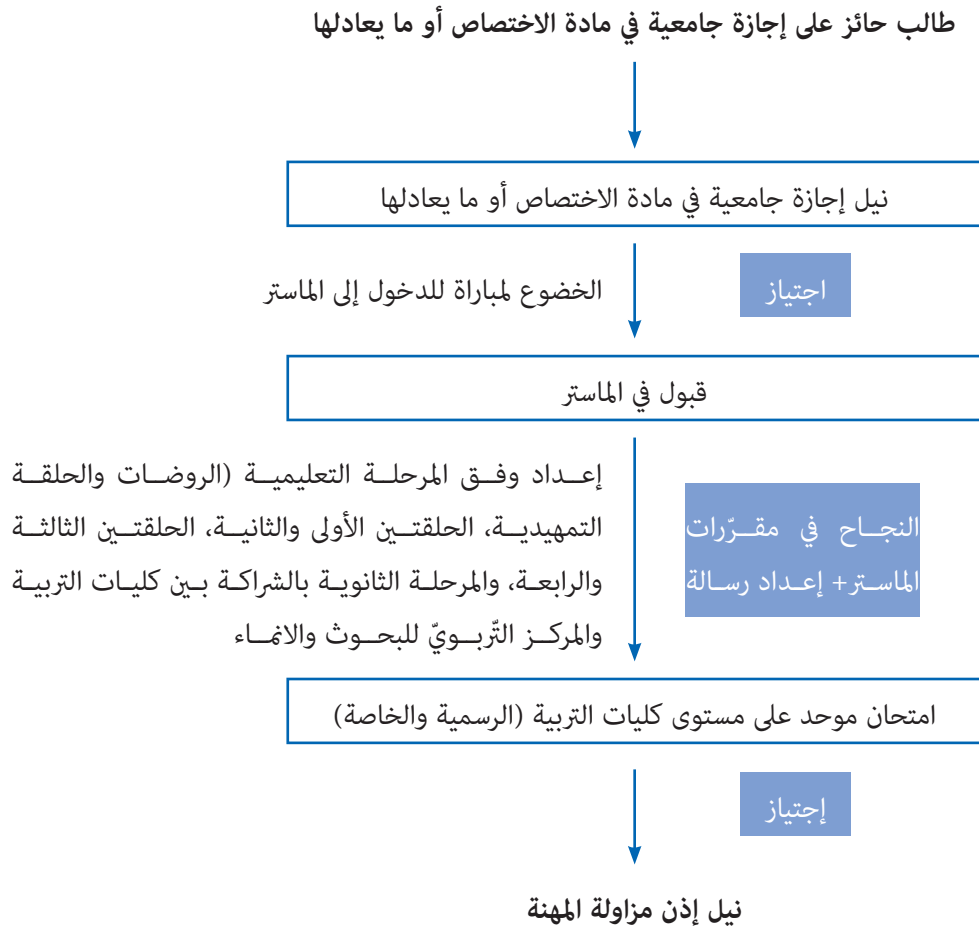 طالب حائز على إجازة جامعية في مادة الاختصاص أو ما يعادلها
نيل إجازة جامعية في مادة الاختصاص أو ما يعادلها
اجتياز
الخضوع لمباراة للدخول إلى الماستر
قبول في الماستر
النجاح في مقرّرات
الماستر+ إعداد رسالة
إعداد وفق المرحلة التعليمية (الروضات والحلقة
التمهيدية، الحلقتين الأولى والثانية، الحلقتين الثالثة
والرابعة، والمرحلة الثانوية بالشراكة بين كليات التربية
والمركز التّربويّ للبحوث والانماء
امتحان موحد على مستوى كليات التربية (الرسمية والخاصة)
إجتياز
نيل إذن مزاولة المهنة